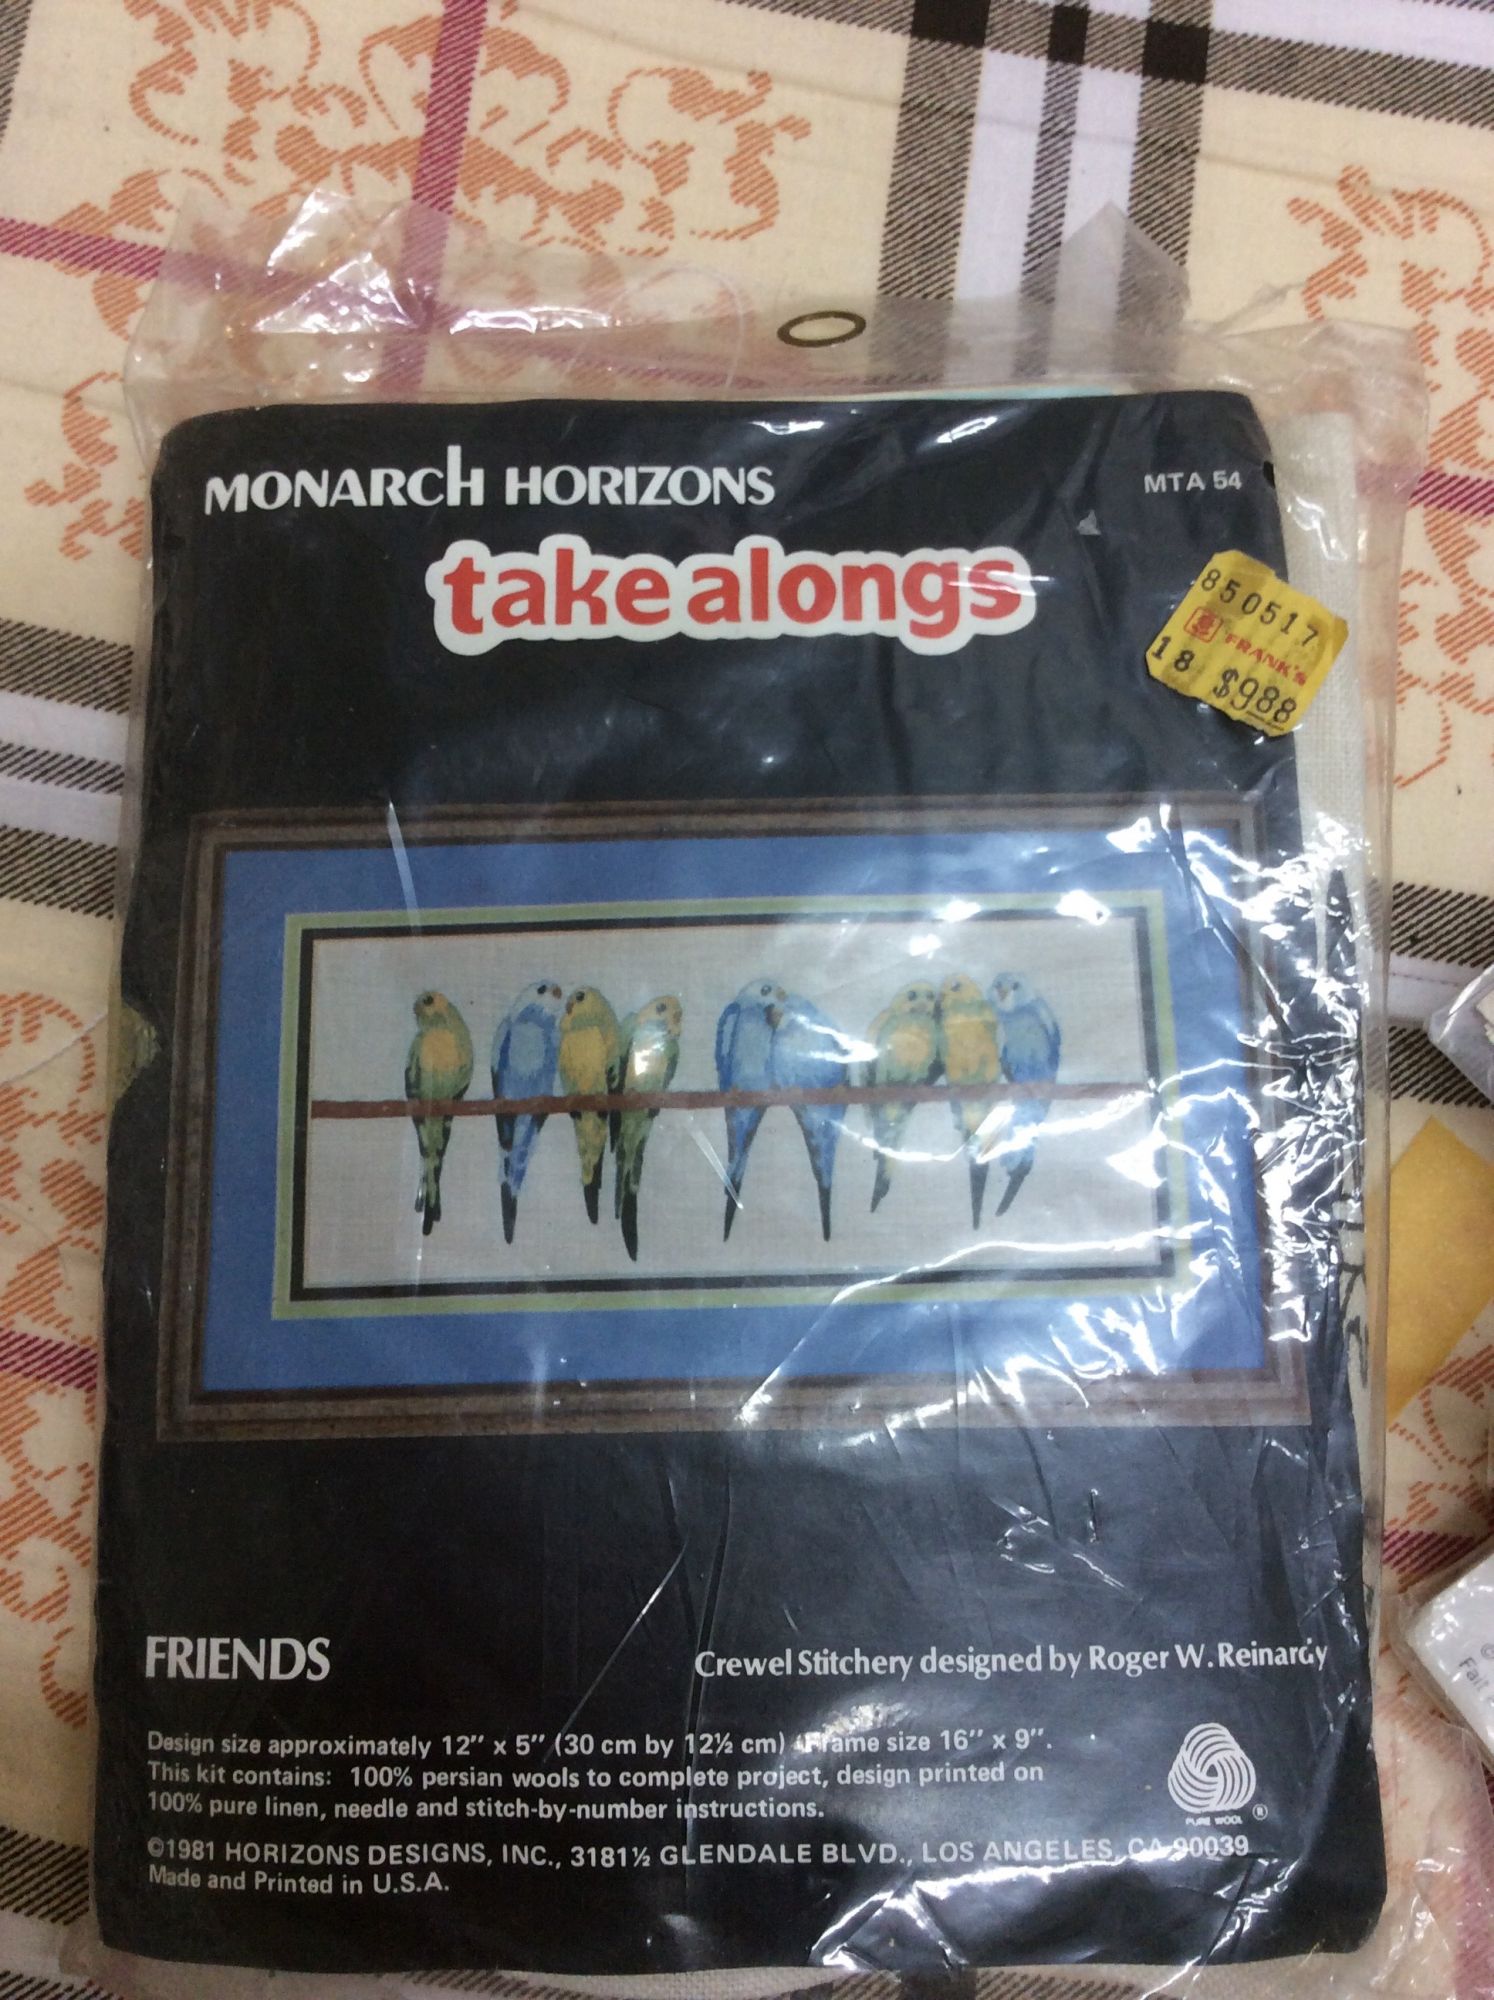 MONARCH HORIZONS
MTA 54
take alongs
850517
FRANK'S
18 $988
FRIENDS
Crewel Stitchery designed by Roger W. Reinardy
Design size approximately 12" x 5" (30 cm by 12½ cm) Frame size 16" x 9".
This kit contains: 100% persian wools to complete project, design printed on
100% pure linen, needle and stitch-by-number instructions.
PURE WOOL ®
©1981 HORIZONS DESIGNS, INC., 3181½ GLENDALE BLVD., LOS ANGELES, CA 90039
Made and Printed in U.S.A.